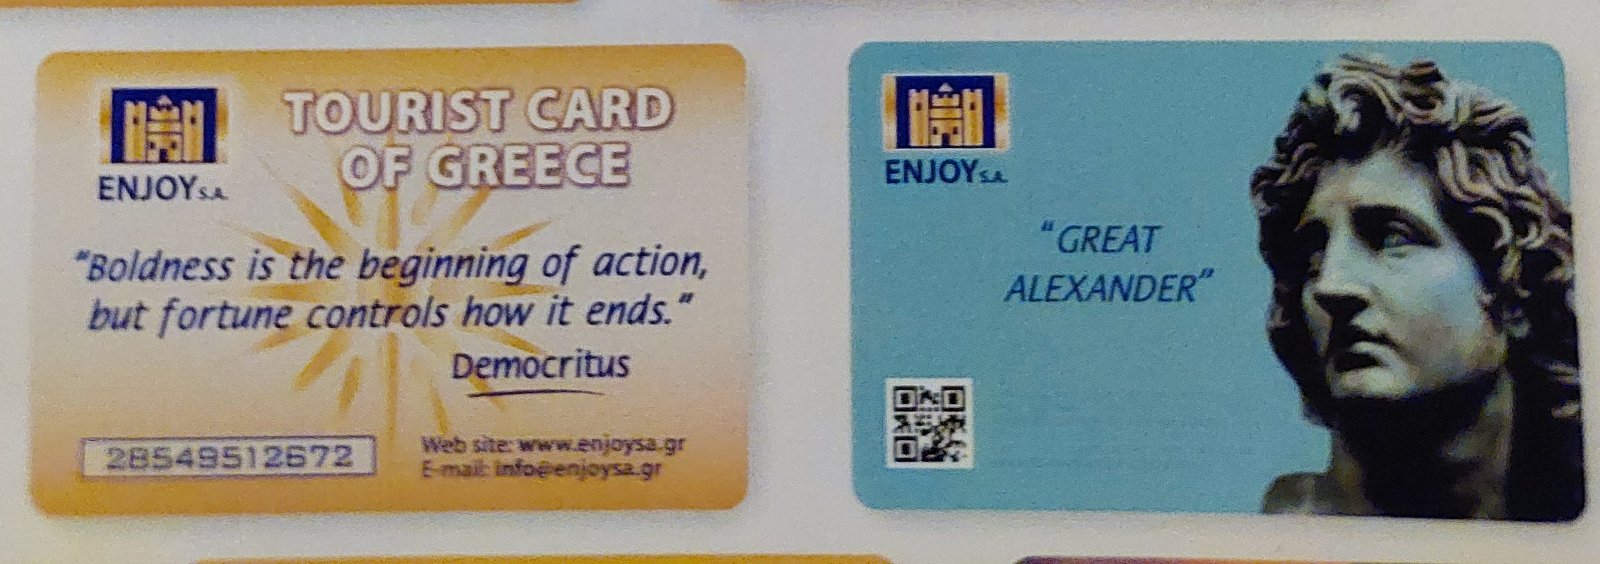 ENJOY S.A.
TOURIST CARD
OF GREECE
"Boldness is the beginning of action,
but fortune controls how it ends."
Democritus
28549512672
Web site: www.enjoysa.gr
E-mail: info@enjoysa.gr
ENJOY S.A.
"GREAT
ALEXANDER"